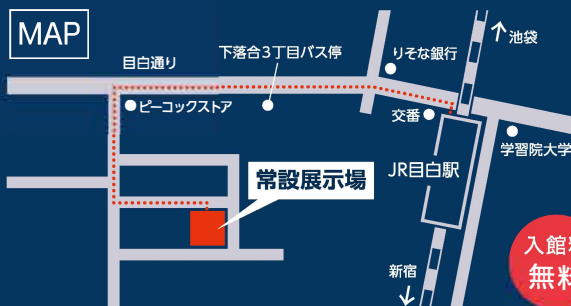 MAP
目白通り
下落合3丁目バス停
りそな銀行
池袋
ピーコックストア
交番
学習院大学
常設展示場
JR目白駅
新宿
入館
無料